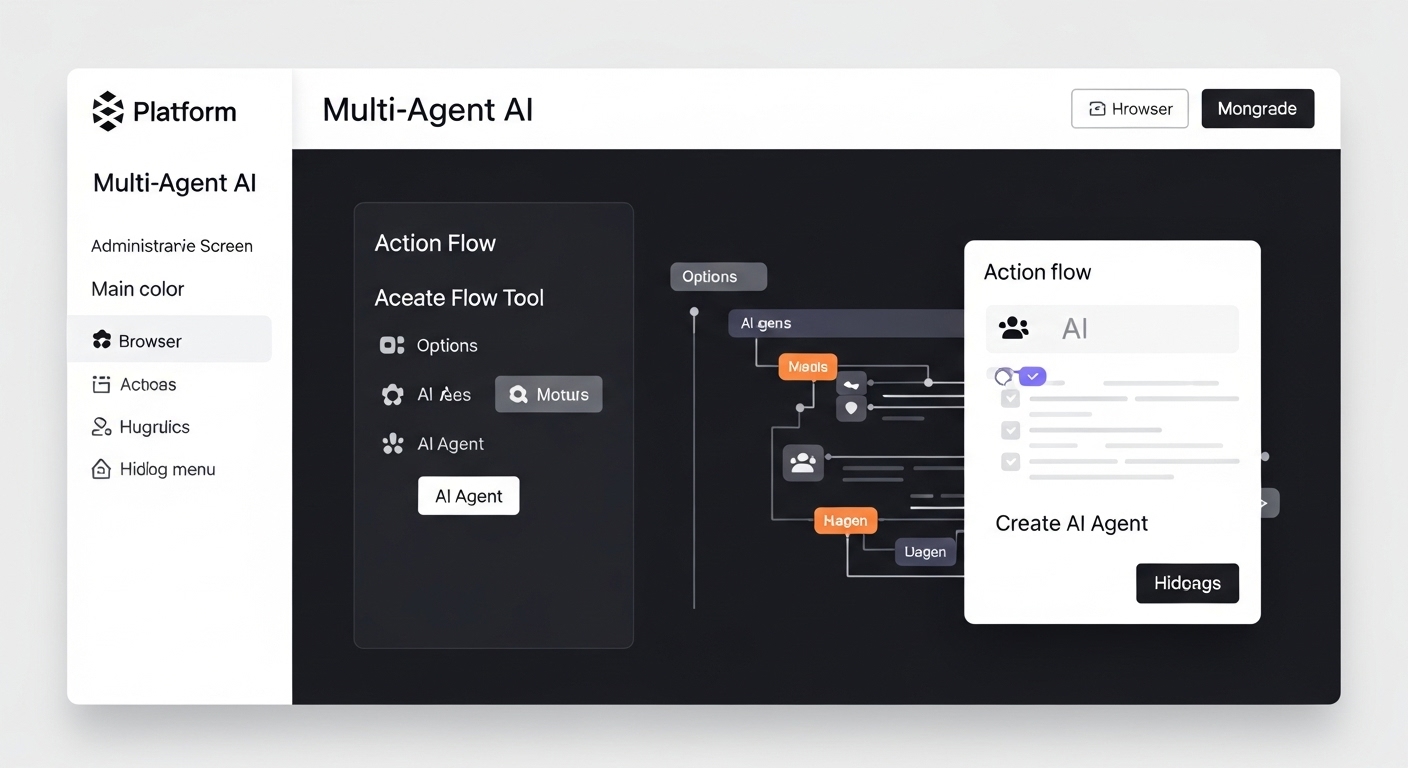 Platform
Multi-Agent AI
Administrarie Screen
Main color
Browser
Actboas
Hugrulics
Hidlog menu
Multi-Agent AI
Hrowser
Mongrade
Action Flow
Aceate Flow Tool
Options
AI
Moturs
AI Agent
AI Agent
Options
AI gens
Hagen
Uagen
Action flow
AI
Create AI Agent
Hidoags